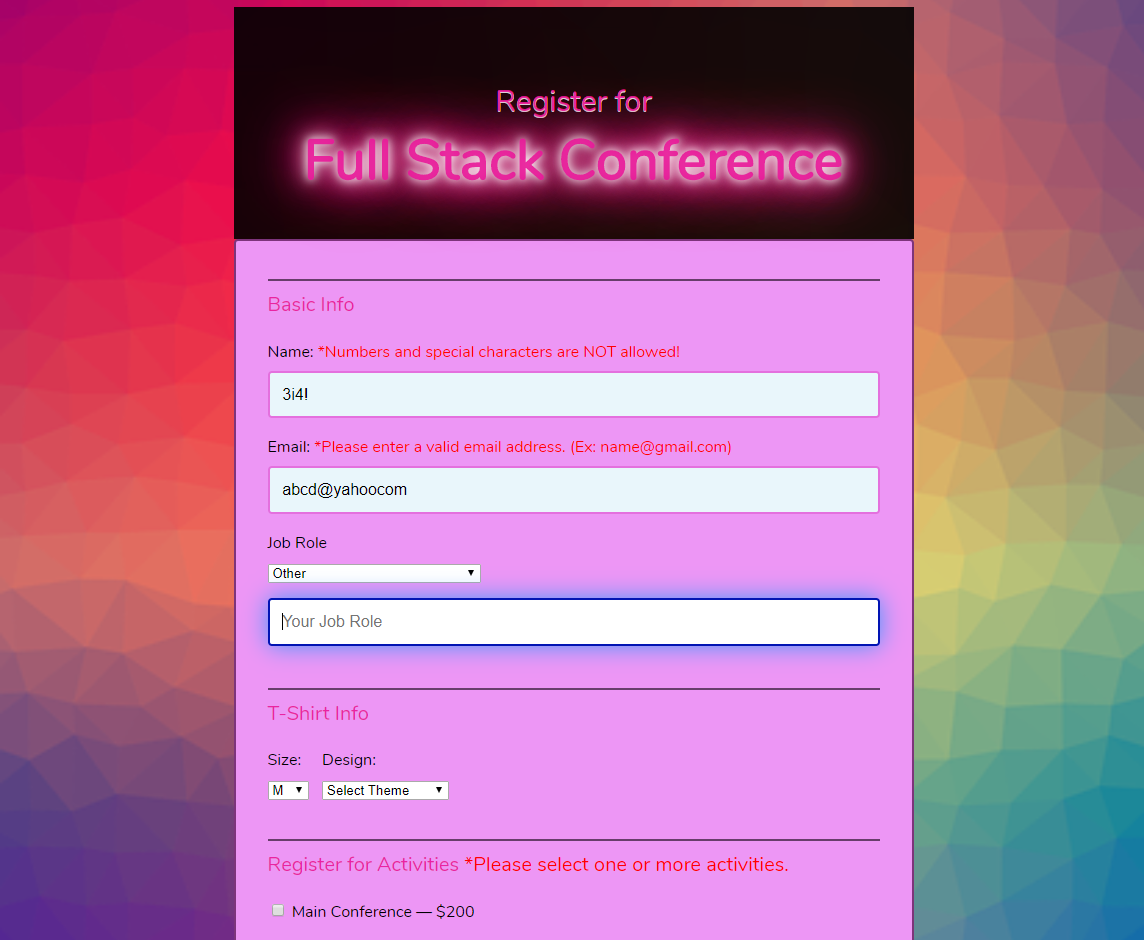 Register for
Full Stack Conference
Basic Info
Name: *Numbers and special characters are NOT allowed!
3i4!
Email: *Please enter a valid email address. (Ex: name@gmail.com)
abcd@yahoocom
Job Role
Other
Your Job Role
T-Shirt Info
Size: Design:
M Select Theme
Register for Activities *Please select one or more activities.
Main Conference — $200